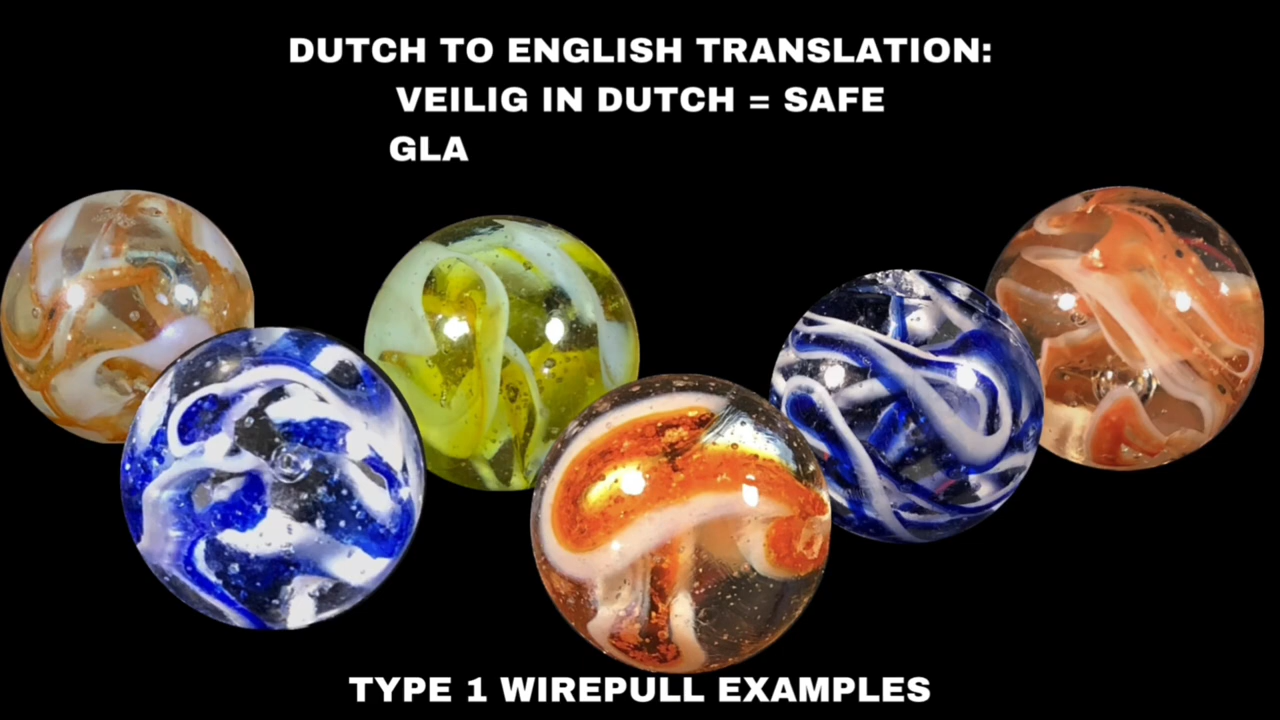 DUTCH TO ENGLISH TRANSLATION:
VEILIG IN DUTCH = SAFE
GLA
TYPE 1 WIREPULL EXAMPLES